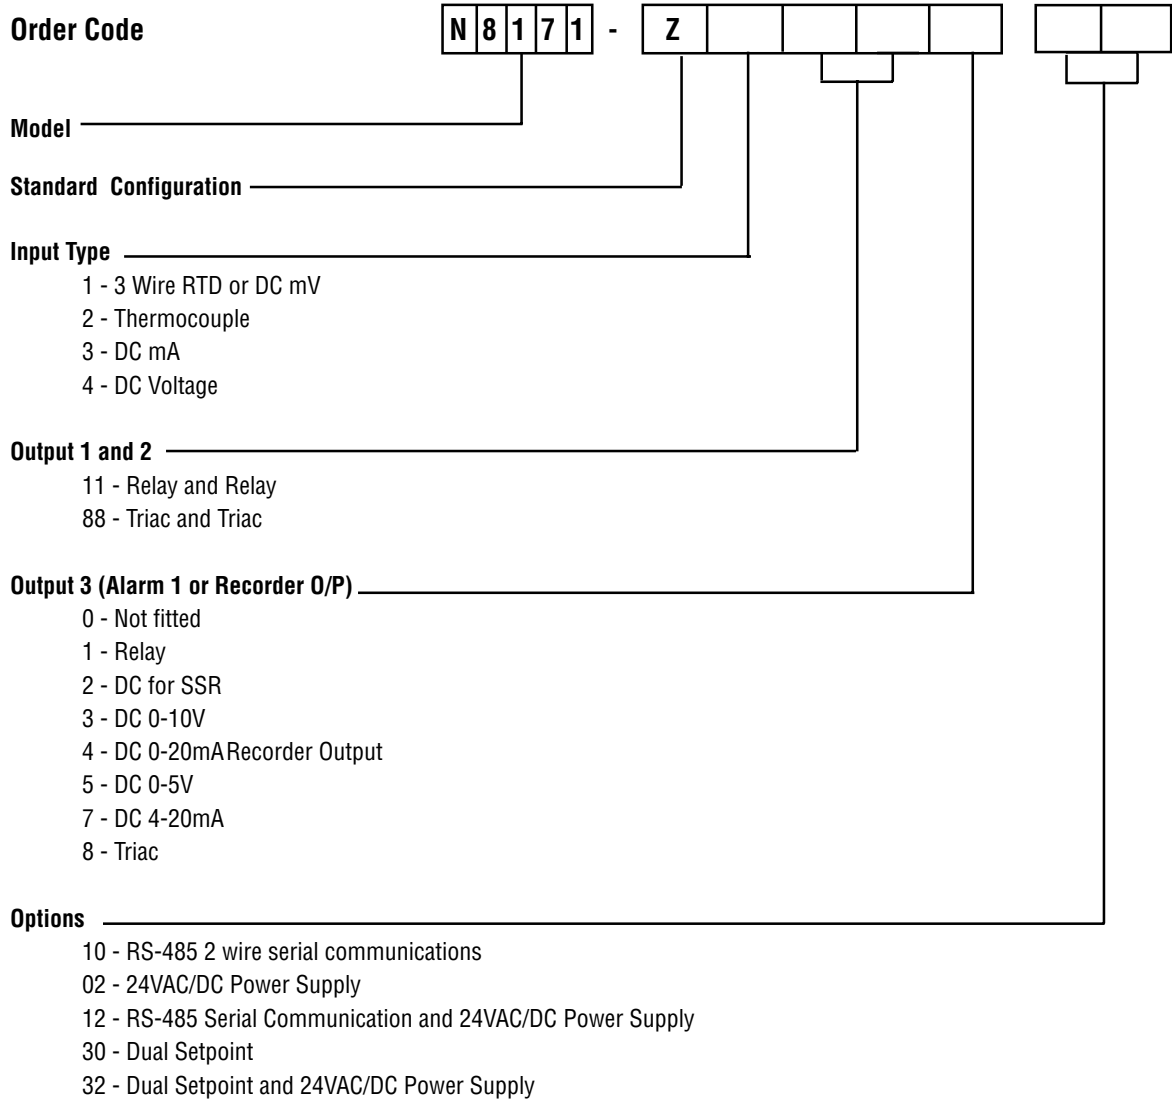 Order Code N8171 - Z
Model
Standard Configuration
Input Type
1 - 3 Wire RTD or DC mV
2 - Thermocouple
3 - DC mA
4 - DC Voltage
Output 1 and 2
11 - Relay and Relay
88 - Triac and Triac
Output 3 (Alarm 1 or Recorder O/P)
0 - Not fitted
1 - Relay
2 - DC for SSR
3 - DC 0-10V
4 - DC 0-20mA Recorder Output
5 - DC 0-5V
7 - DC 4-20mA
8 - Triac
Options
10 - RS-485 2 wire serial communications
02 - 24VAC/DC Power Supply
12 - RS-485 Serial Communication and 24VAC/DC Power Supply
30 - Dual Setpoint
32 - Dual Setpoint and 24VAC/DC Power Supply